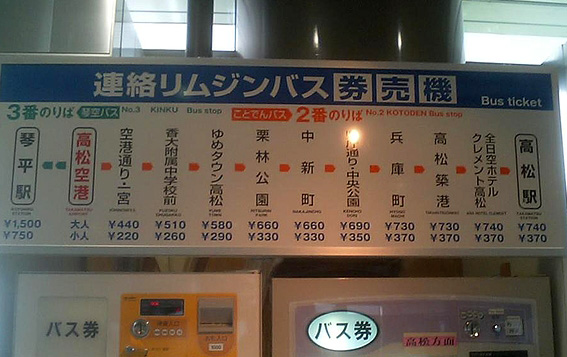 連絡リムジンバス 券売機 Bus ticket
3番のりば 琴空バス No.3 KINKU Bus stop ことでんバス 2番のりば No.2 KOTODEN Bus stop
琴平駅
高松空港
空港通り・一宮
香大附属中学校前
ゆめタウン高松
栗林公園
中新町
通り・中央公園
兵庫町
高松築港
全日空ホテル
クレメント高松
高松駅
¥1,500 大人 ¥440 ¥510 ¥580 ¥660 ¥660 ¥690 ¥730 ¥730 ¥740 ¥740
¥750 小人 ¥220 ¥260 ¥290 ¥330 ¥330 ¥350 ¥370 ¥370 ¥370 ¥370
バス券
バス券
高松方面